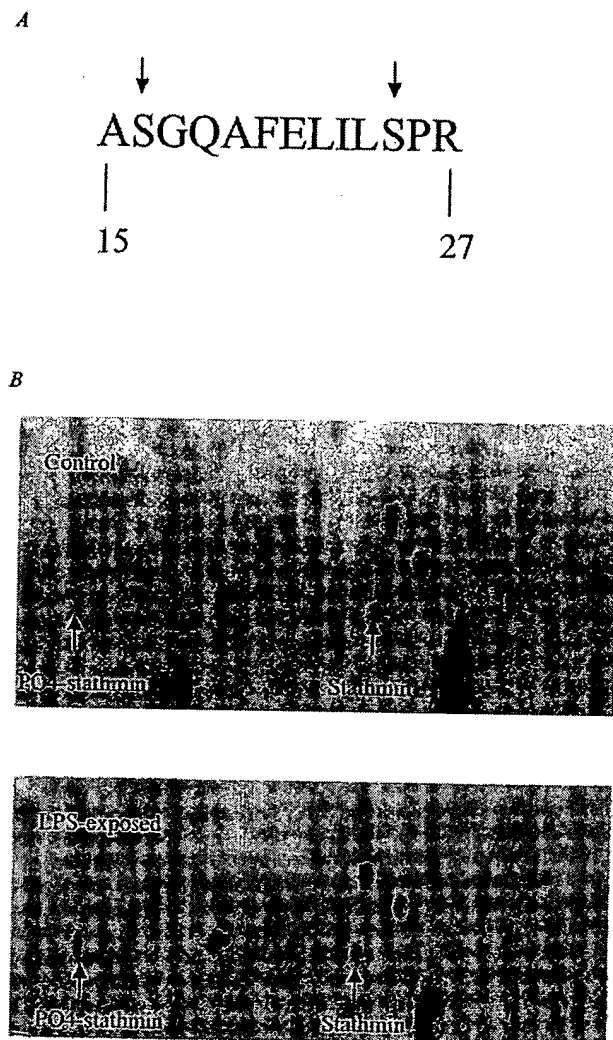 A
ASGQAFELILSPR
15 27
B
Control
PO4-stathmin Stathmin
LPS-exposed
PO4-stathmin Stathmin